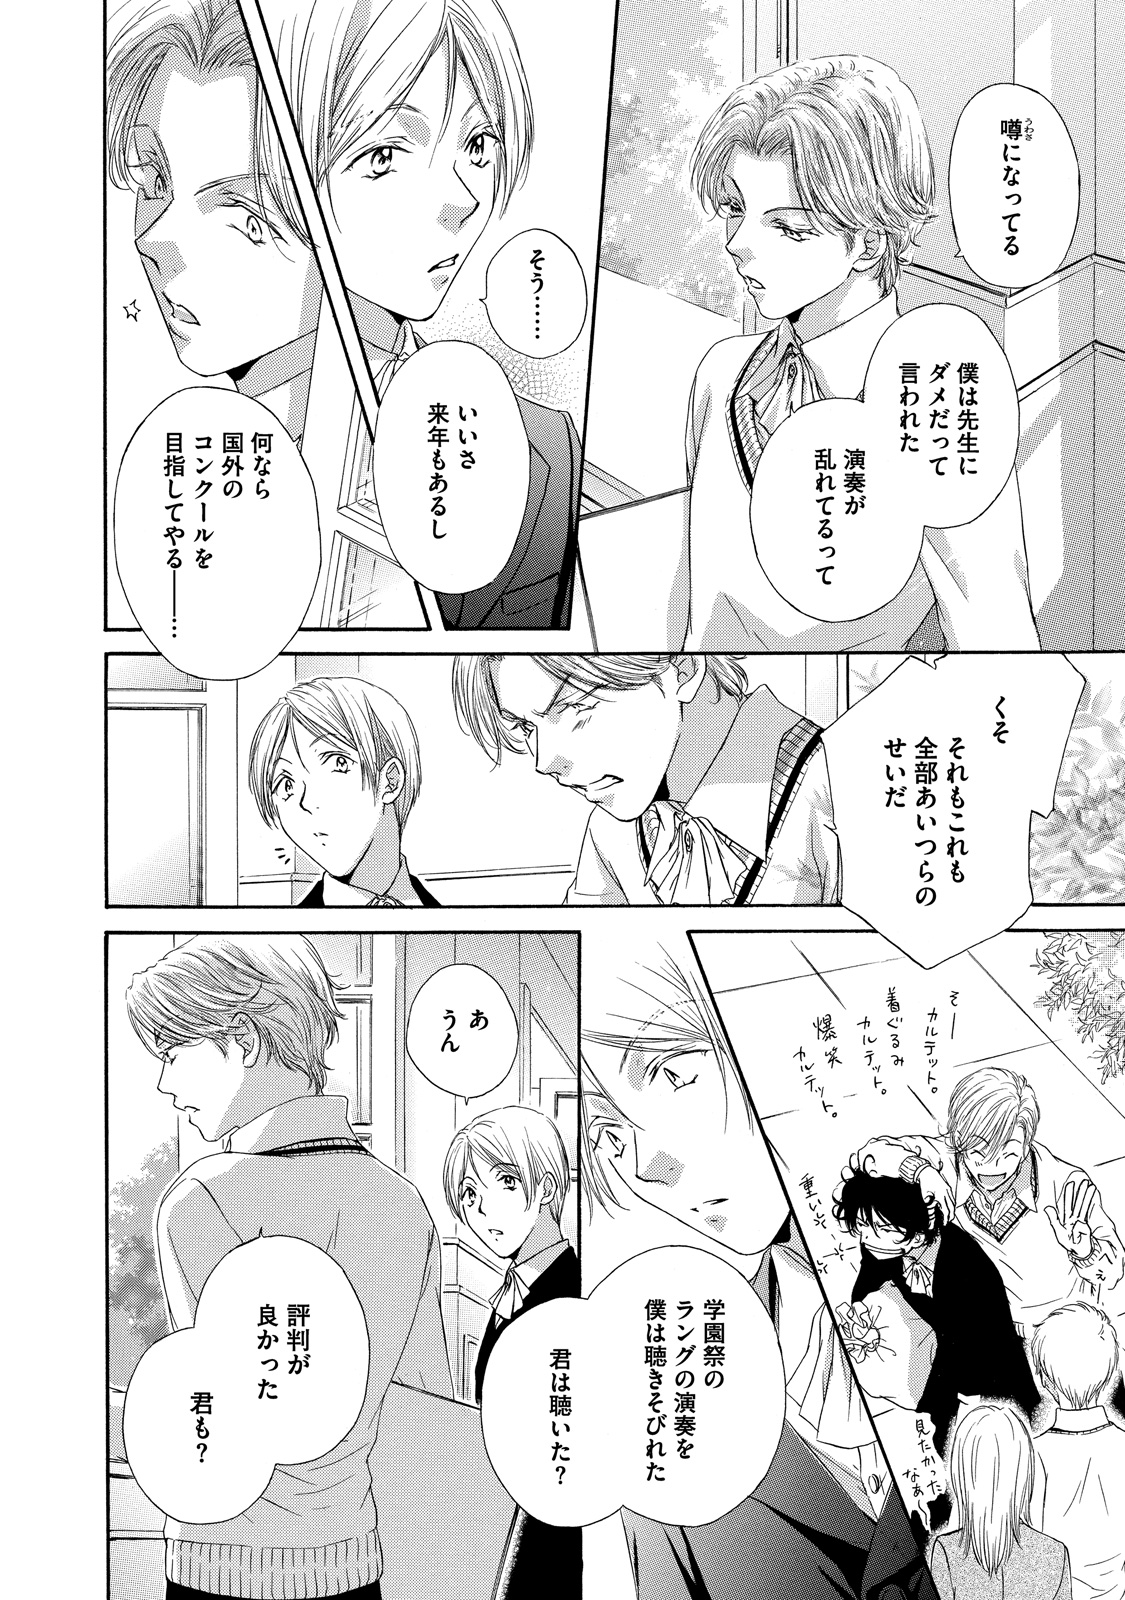 噂になってる
うわさ
僕は先生に
ダメだって
言われた
演奏が
乱れてるって
そう……
いいさ
来年もあるし
何なら
国外の
コンクールを
目指してやる――……
くそ
それもこれも
全部あいつらの
せいだ
そー
カルテット。
着ぐるみ
カルテット。
爆笑
カルテット。
重い
え
見たかった
なあ〜
学園祭の
ラングの演奏を
僕は聴きそびれた
君は聴いた?
あ
うん
評判が
良かった
君も?